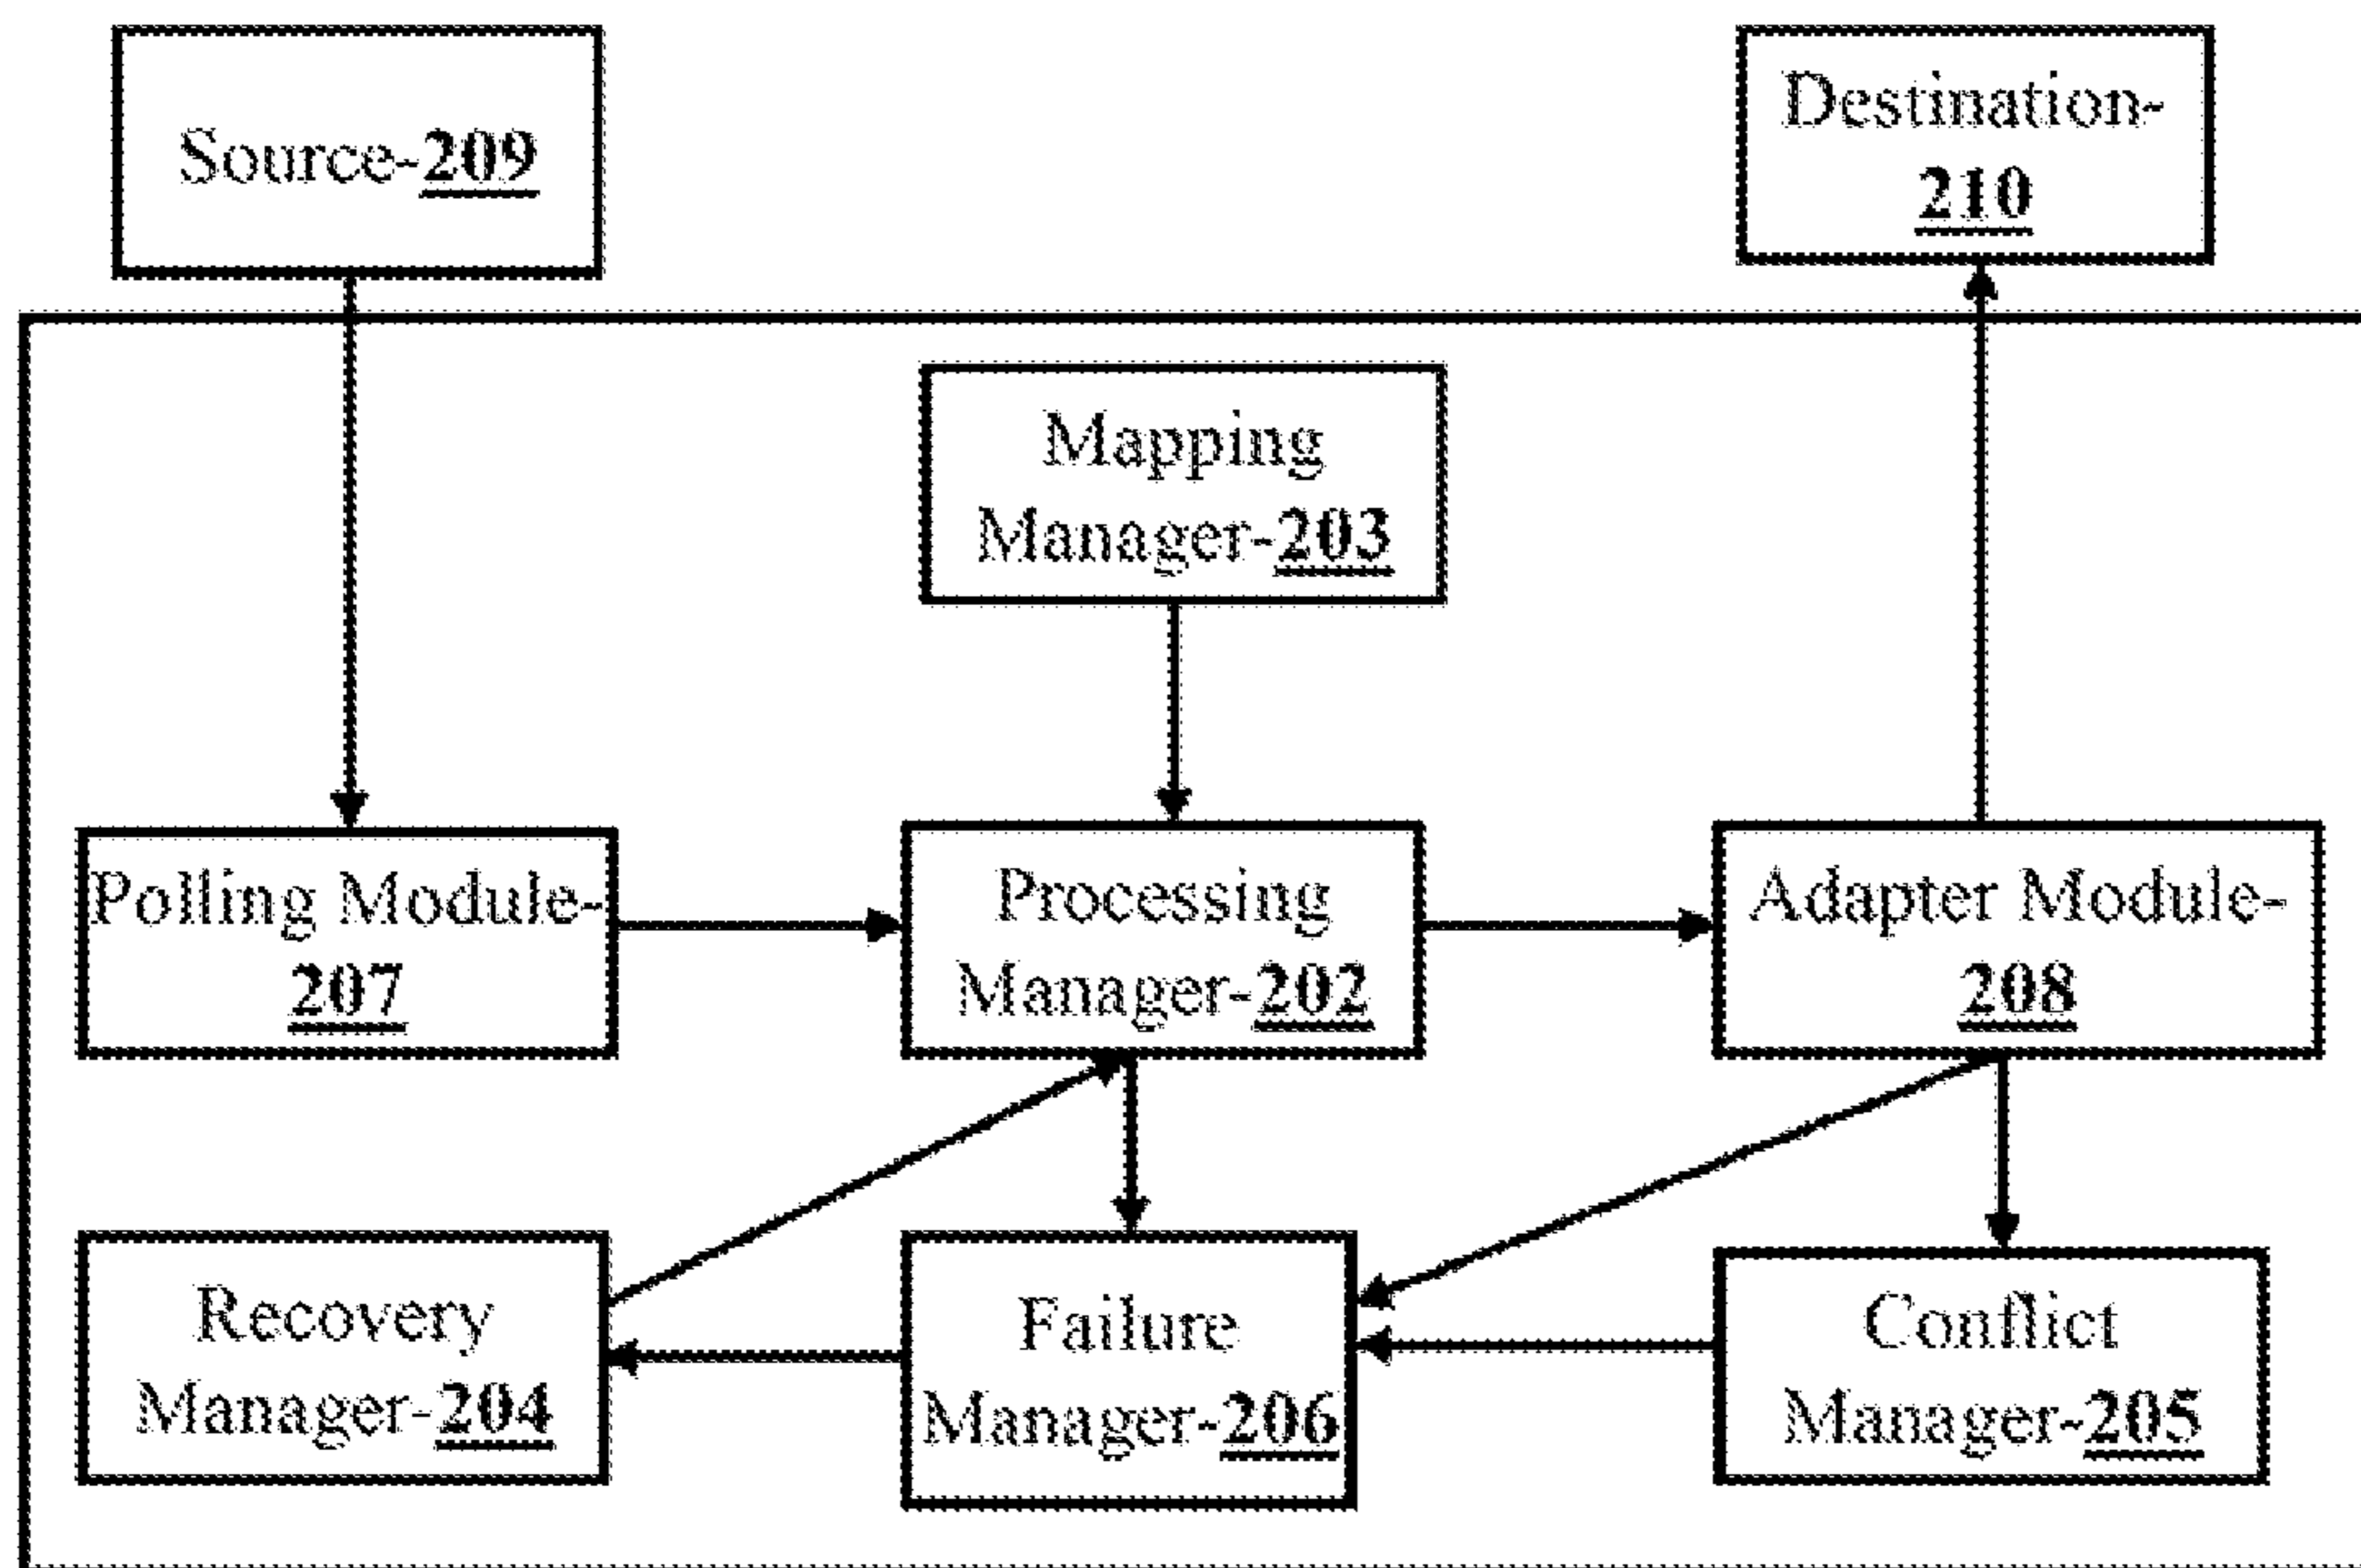 Source-209
Destination-
210
Mapping
Manager-203
Polling Module-
207
Processing
Manager-202
Adapter Module-
208
Recovery
Manager-204
Failure
Manager-206
Conflict
Manager-205